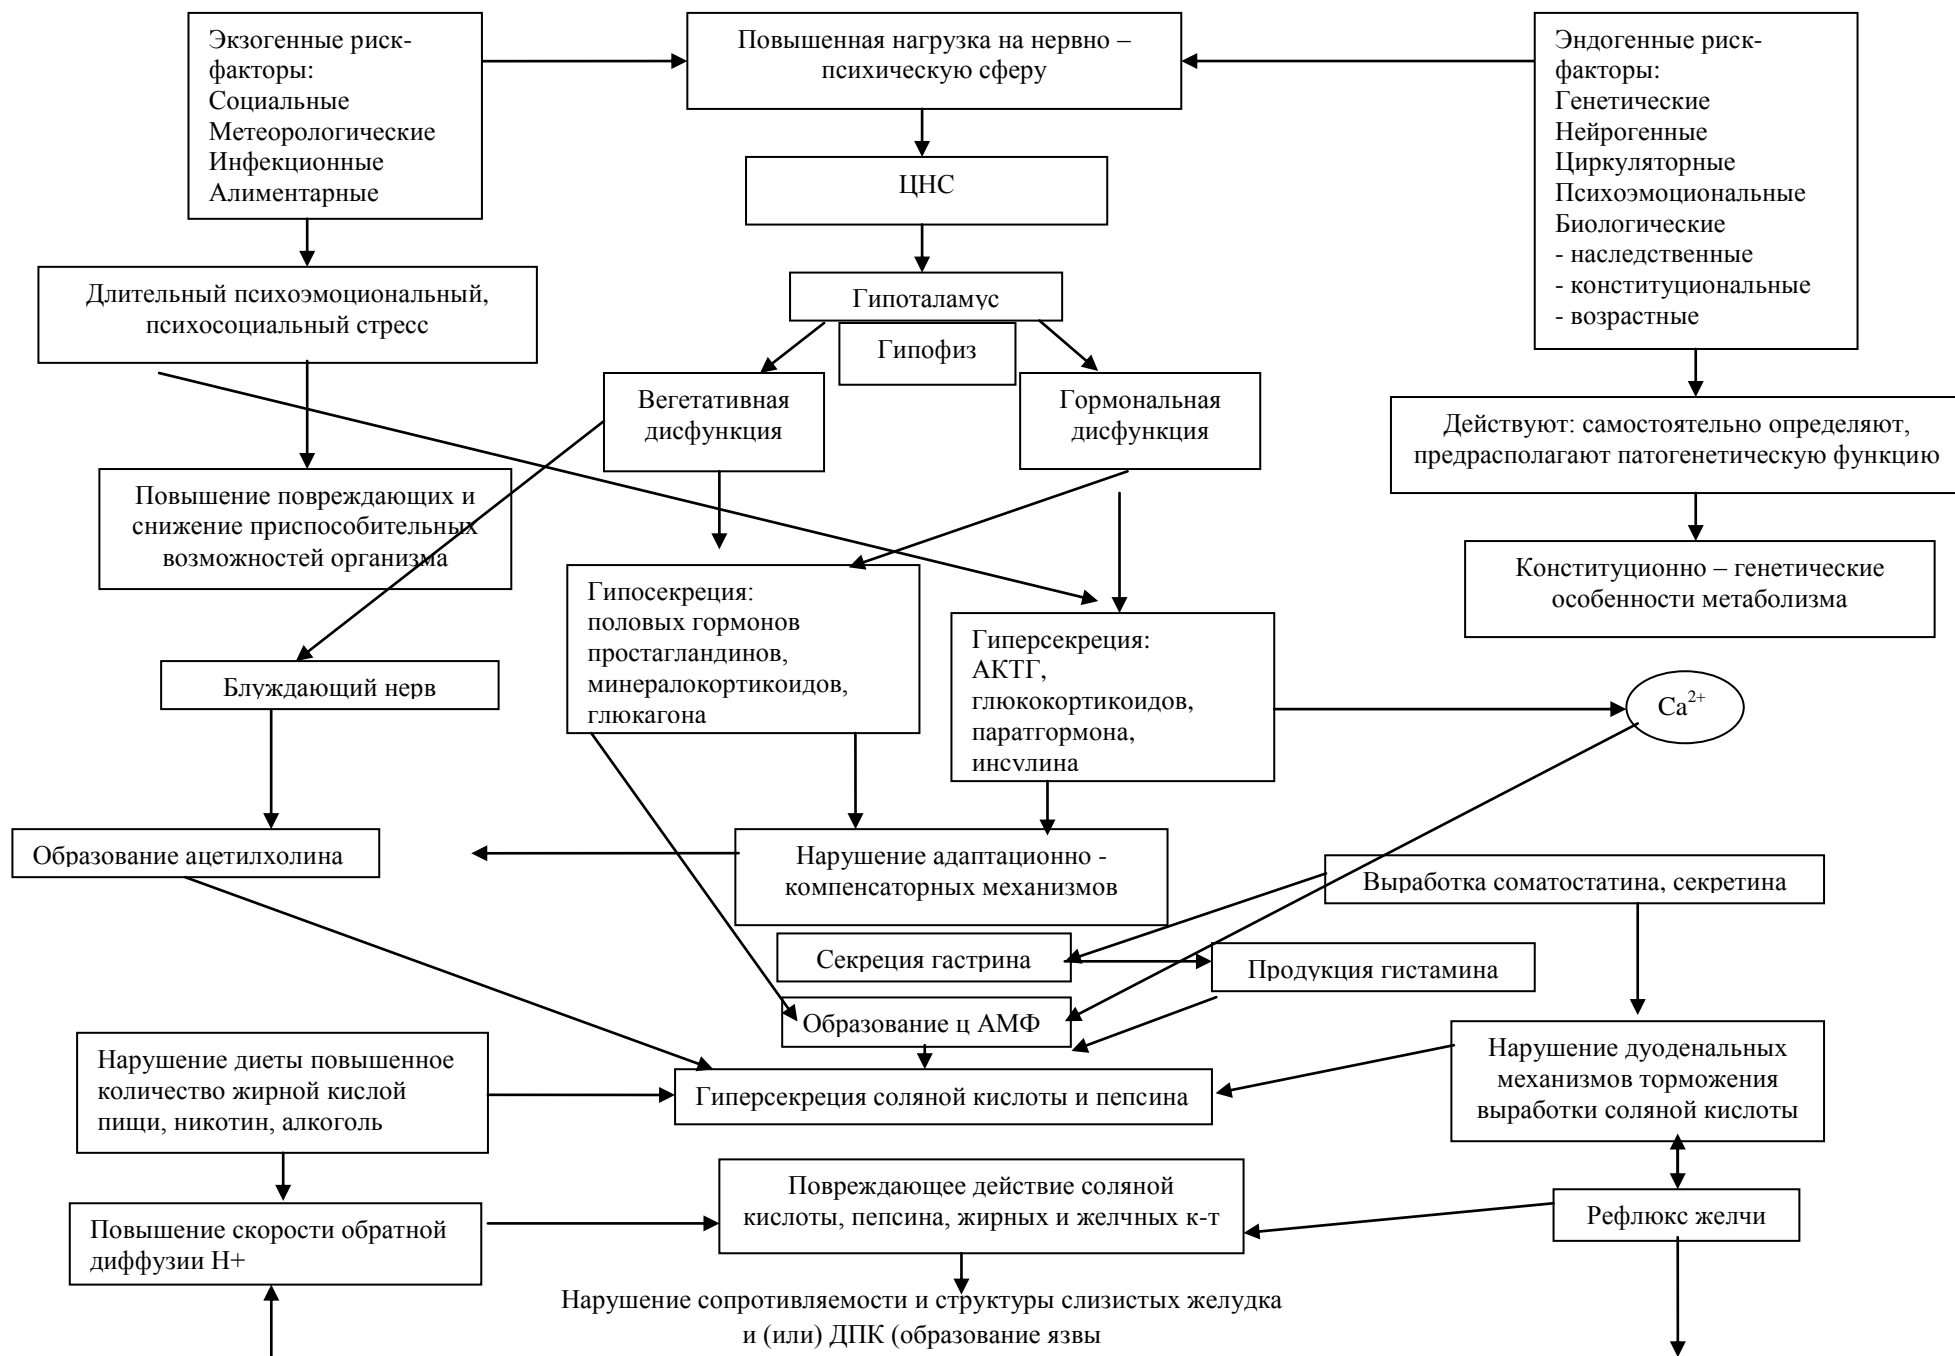 Экзогенные риск-
факторы:
Социальные
Метеорологические
Инфекционные
Алиментарные
Повышенная нагрузка на нервно –
психическую сферу
Эндогенные риск-
факторы:
Генетические
Нейрогенные
Циркуляторные
Психоэмоциональные
Биологические
- наследственные
- конституциональные
- возрастные
ЦНС
Длительный психоэмоциональный,
психосоциальный стресс
Гипоталамус
Гипофиз
Вегетативная
дисфункция
Гормональная
дисфункция
Действуют: самостоятельно определяют,
предрасполагают патогенетическую функцию
Повышение повреждающих и
снижение приспособительных
возможностей организма
Конституционно – генетические
особенности метаболизма
Гипосекреция:
половых гормонов
простагландинов,
минералокортикоидов,
глюкагона
Гиперсекреция:
АКТГ,
глюкокортикоидов,
паратгормона,
инсулина
Блуждающий нерв
Ca²⁺
Образование ацетилхолина
Нарушение адаптационно -
компенсаторных механизмов
Выработка соматостатина, секретина
Секреция гастрина
Продукция гистамина
Образование ц АМФ
Нарушение диеты повышенное
количество жирной кислой
пищи, никотин, алкоголь
Гиперсекреция соляной кислоты и пепсина
Нарушение дуоденальных
механизмов торможения
выработки соляной кислоты
Повышение скорости обратной
диффузии Н+
Повреждающее действие соляной
кислоты, пепсина, жирных и желчных к-т
Рефлюкс желчи
Нарушение сопротивляемости и структуры слизистых желудка
и (или) ДПК (образование язвы